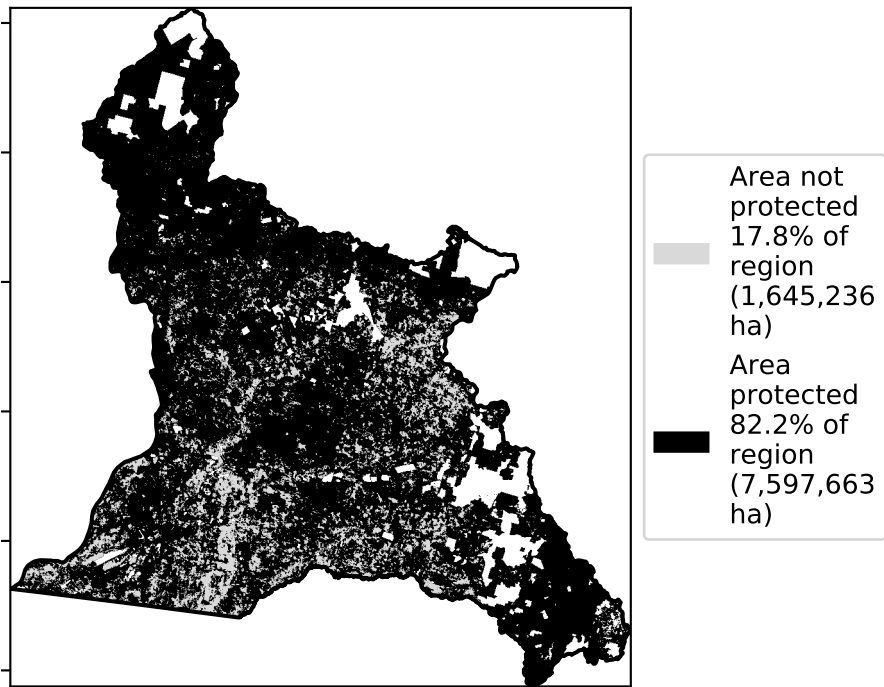 Area not
protected
17.8% of
region
(1,645,236
ha)
Area
protected
82.2% of
region
(7,597,663
ha)